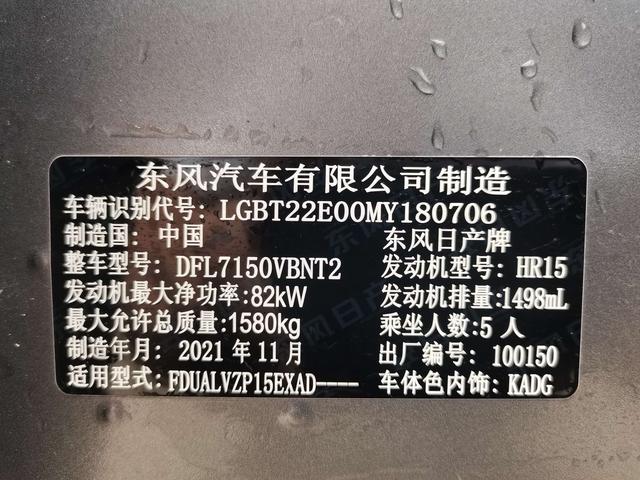 东风汽车有限公司制造
车辆识别代号: LGBT22E00MY180706
制造国: 中国 东风日产牌
整车型号: DFL7150VBNT2 发动机型号: HR15
发动机最大净功率:82kW 发动机排量:1498mL
最大允许总质量:1580kg 乘坐人数:5 人
制造年月: 2021 年 11 月 出厂编号: 100150
适用型式: FDUALVZP15EXAD---- 车体色内饰: KADG